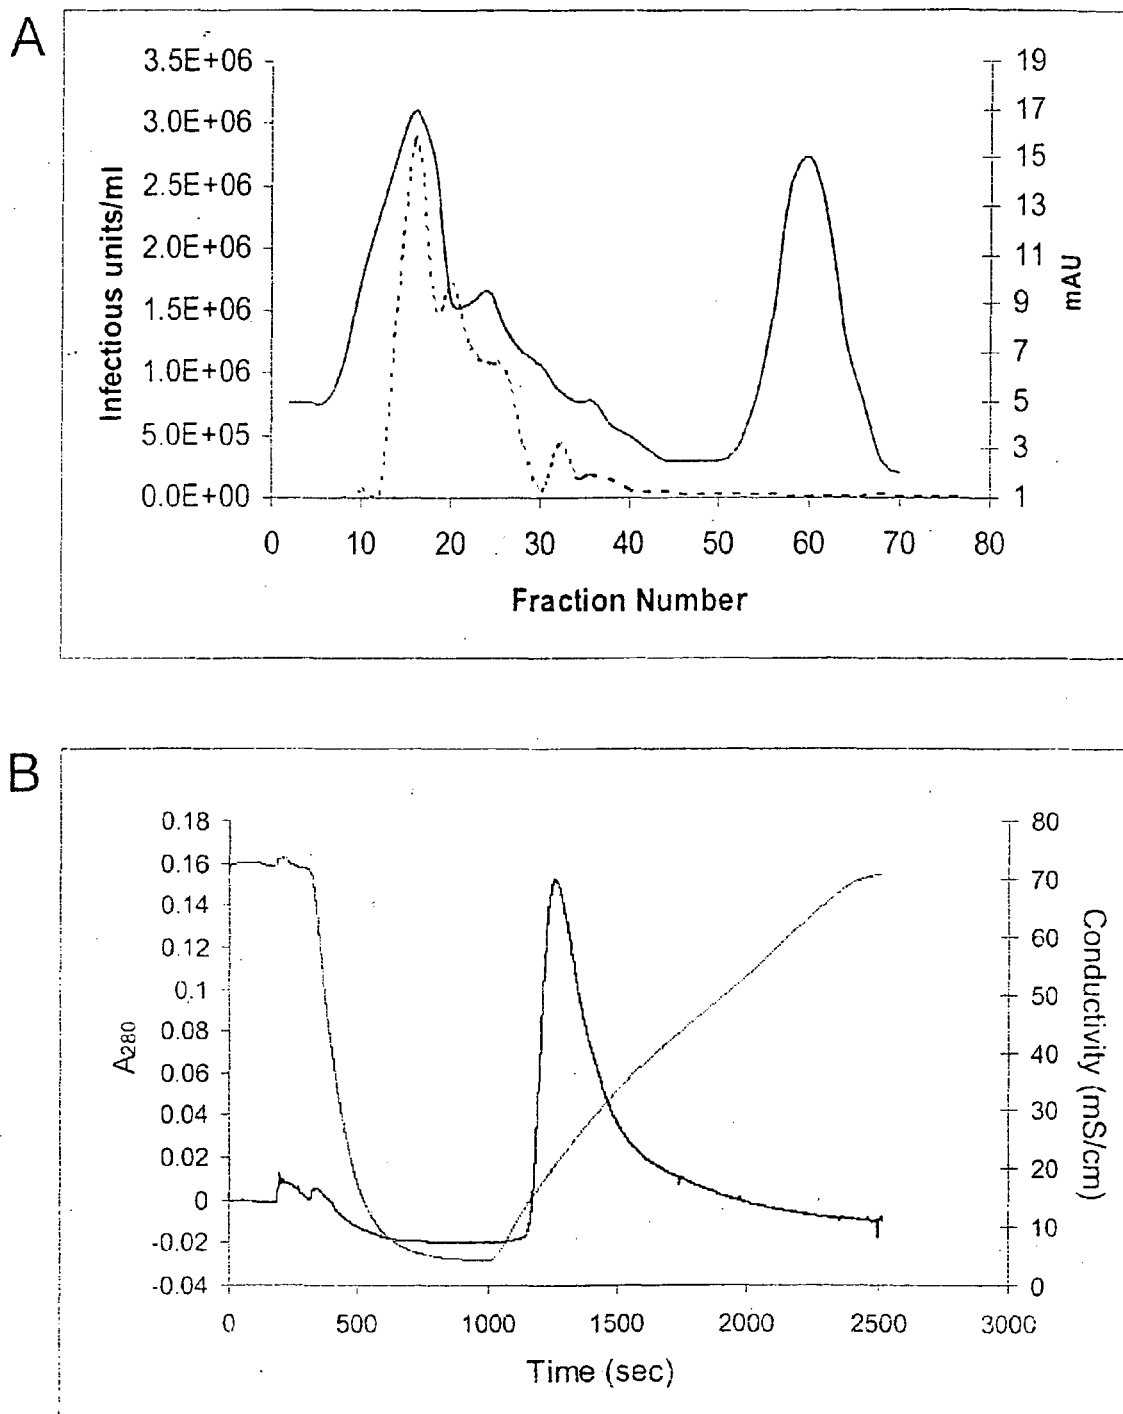 A
3.5E+06
3.0E+06
2.5E+06
2.0E+06
1.5E+06
1.0E+06
5.0E+05
0.0E+00
Infectious units/ml
19
17
15
13
11
9
7
5
3
1
mAU
0 10 20 30 40 50 60 70 80
Fraction Number
B
0.18
0.16
0.14
0.12
0.1
0.08
0.06
0.04
0.02
0
-0.02
-0.04
A280
80
70
60
50
40
30
20
10
0
Conductivity (mS/cm)
0 500 1000 1500 2000 2500 3000
Time (sec)